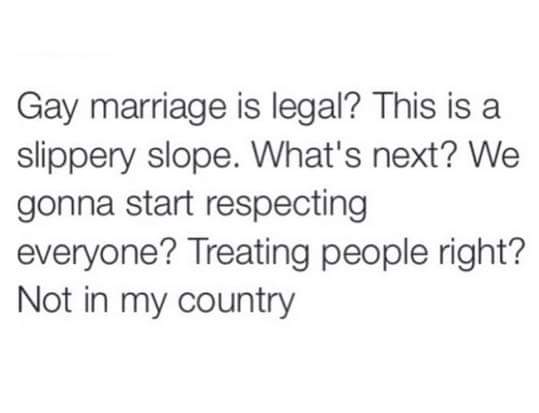 Gay marriage is legal? This is a
slippery slope. What's next? We
gonna start respecting
everyone? Treating people right?
Not in my country